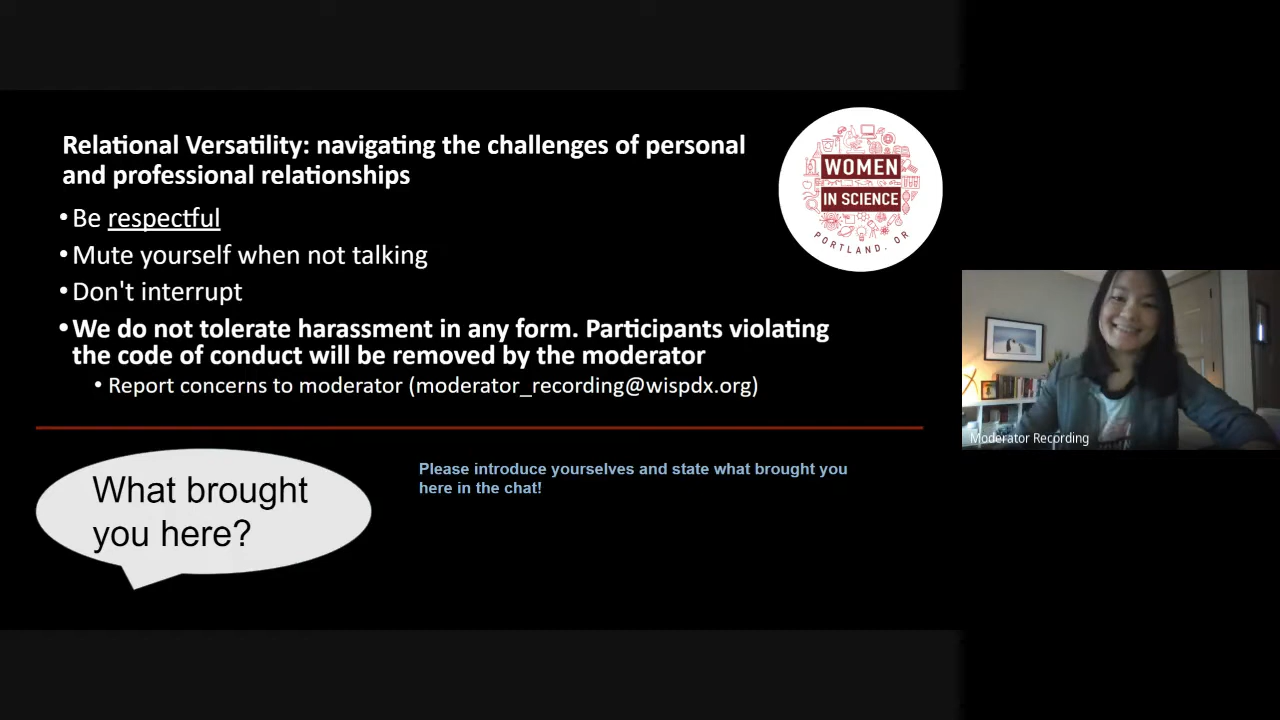 Relational Versatility: navigating the challenges of personal
and professional relationships
• Be respectful
• Mute yourself when not talking
• Don't interrupt
• We do not tolerate harassment in any form. Participants violating
the code of conduct will be removed by the moderator
• Report concerns to moderator (moderator_recording@wispdx.org)
WOMEN
IN SCIENCE
PORTLAND, OR
Moderator Recording
What brought
you here?
Please introduce yourselves and state what brought you
here in the chat!